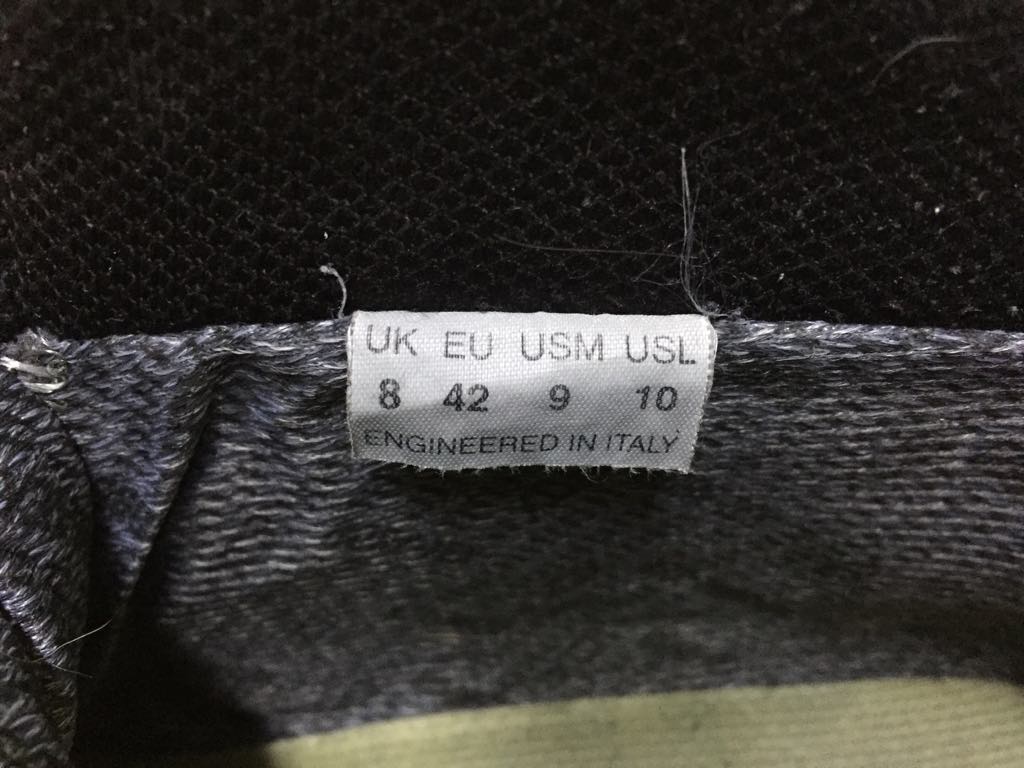 UK EU USM USL
8 42 9 10
ENGINEERED IN ITALY